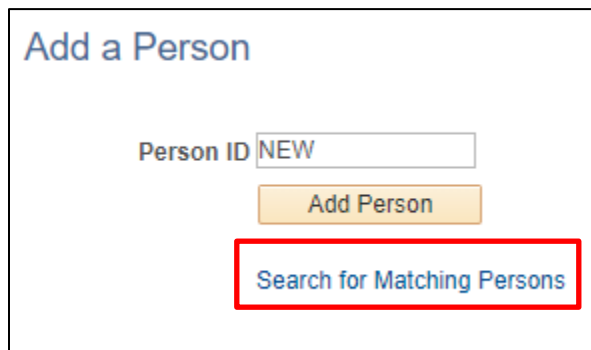 Add a Person
Person ID NEW
Add Person
Search for Matching Persons